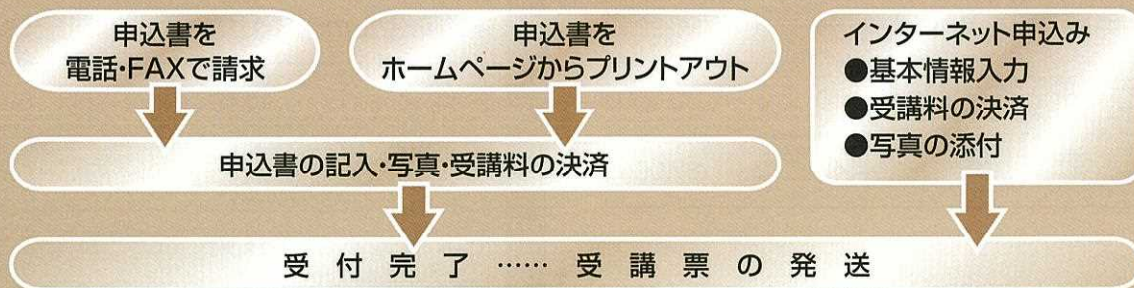 申込書を
電話・FAXで請求
申込書を
ホームページからプリントアウト
インターネット申込み
●基本情報入力
●受講料の決済
●写真の添付
申込書の記入・写真・受講料の決済
受付完了……受講票の発送